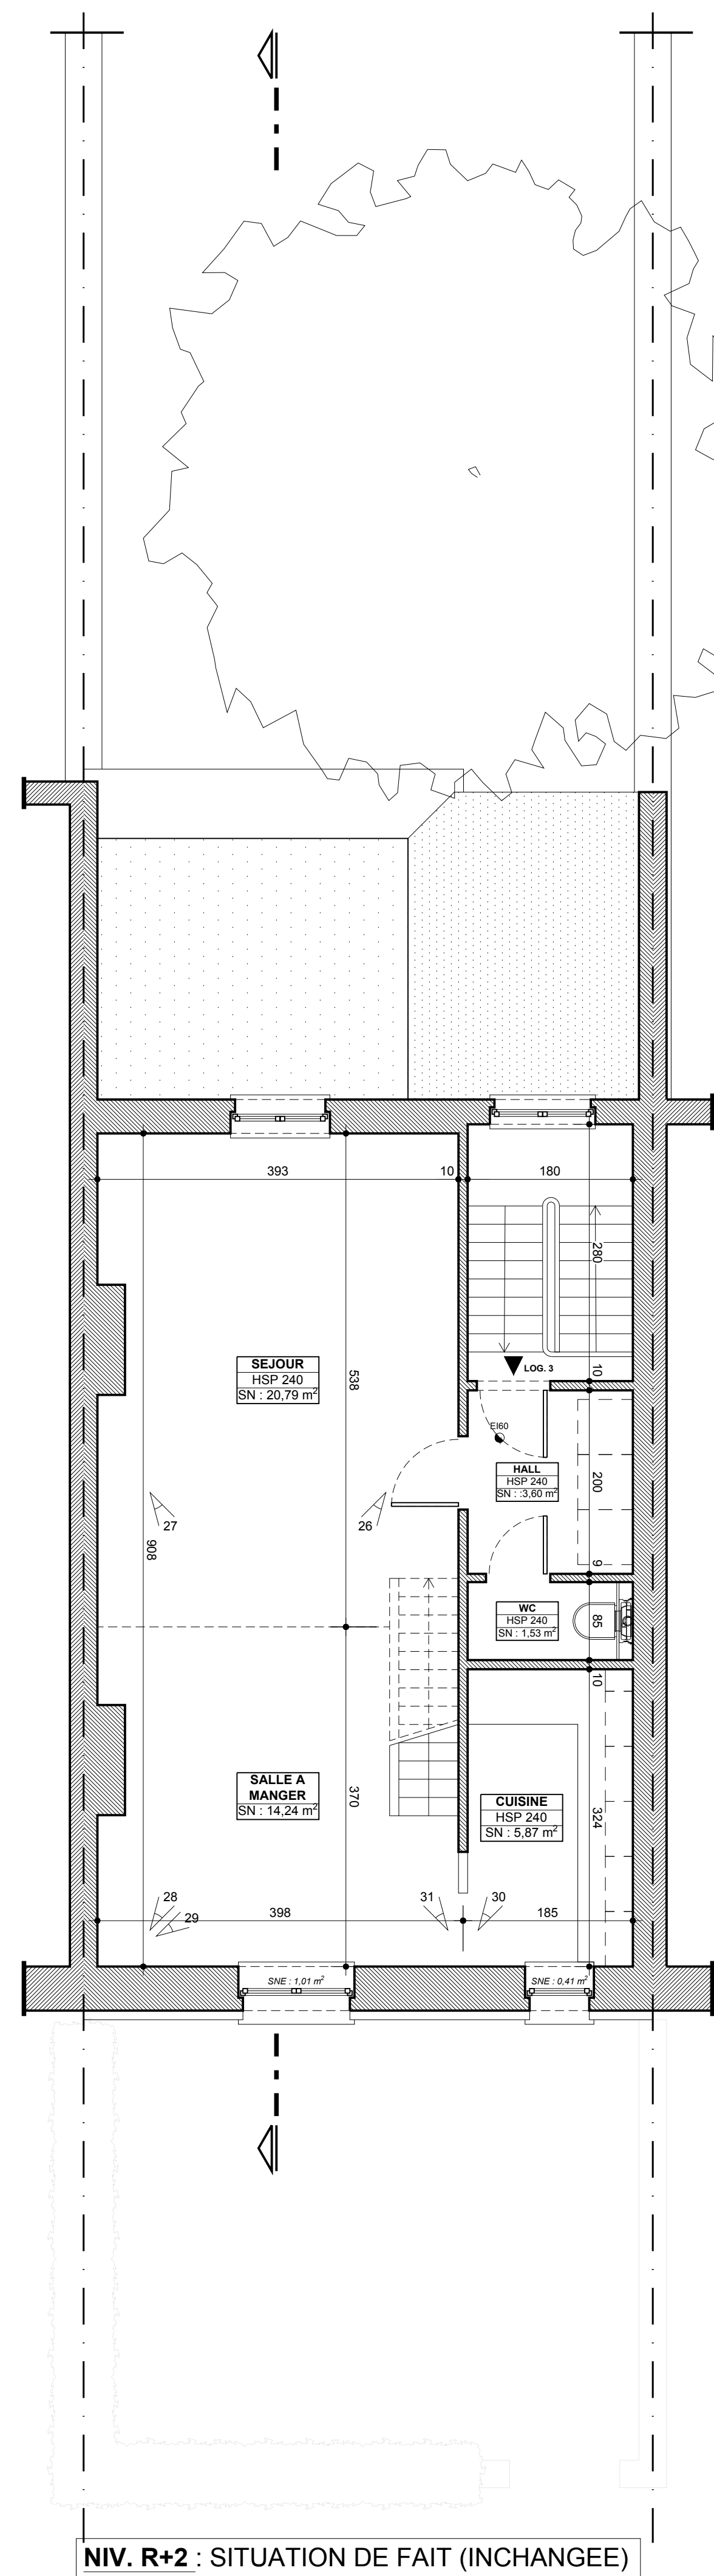 393
10
180
280
10
LOG. 3
SEJOUR
HSP 240
SN : 20,79 m²
538
EI60
HALL
HSP 240
SN : :3,60 m²
200
27
26
908
9
WC
HSP 240
SN : 1,53 m²
85
10
SALLE A
MANGER
SN : 14,24 m²
370
CUISINE
HSP 240
SN : 5,87 m²
324
28
29
31
30
398
185
SNE : 1,01 m²
SNE : 0,41 m²
NIV. R+2 : SITUATION DE FAIT (INCHANGEE)